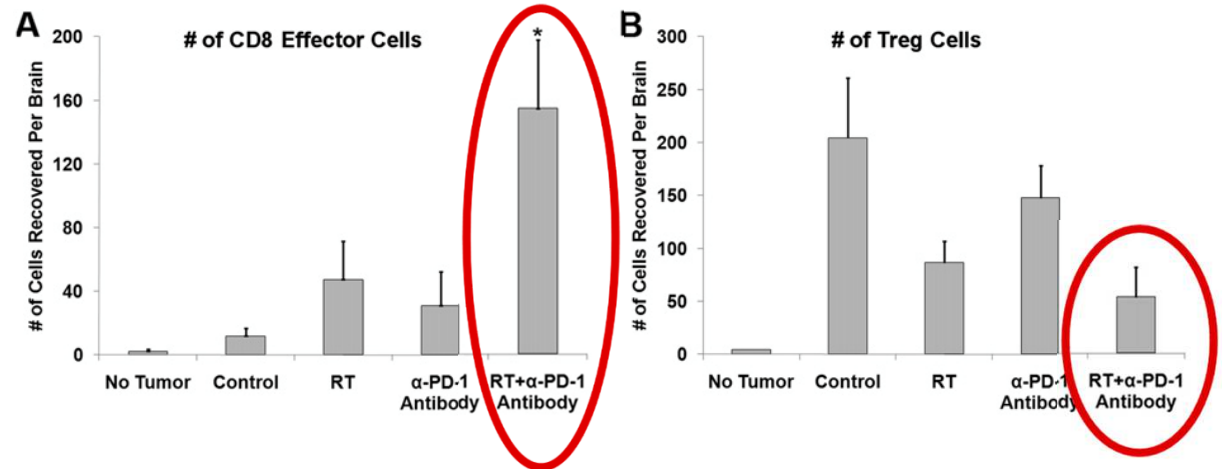 A
# of CD8 Effector Cells
# of Cells Recovered Per Brain
200
160
120
80
40
0
*
No Tumor
Control
RT
α-PD-1
Antibody
RT+α-PD-1
Antibody
B
# of Treg Cells
# of Cells Recovered Per Brain
300
250
200
150
100
50
0
No Tumor
Control
RT
α-PD-1
Antibody
RT+α-PD-1
Antibody